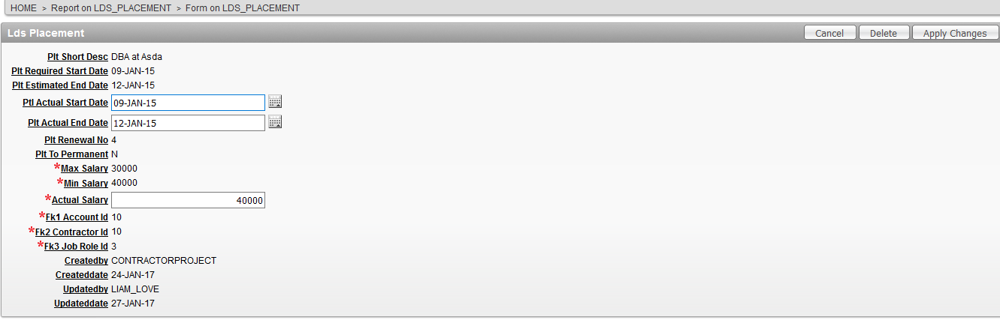 HOME > Report on LDS_PLACEMENT > Form on LDS_PLACEMENT
Lds Placement Cancel Delete Apply Changes
Plt Short Desc DBA at Asda
Plt Required Start Date 09-JAN-15
Plt Estimated End Date 12-JAN-15
Ptl Actual Start Date 09-JAN-15
Plt Actual End Date 12-JAN-15
Plt Renewal No 4
Plt To Permanent N
*Max Salary 30000
*Min Salary 40000
*Actual Salary 40000
*Fk1 Account Id 10
*Fk2 Contractor Id 10
*Fk3 Job Role Id 3
Createdby CONTRACTORPROJECT
Createddate 24-JAN-17
Updatedby LIAM_LOVE
Updateddate 27-JAN-17